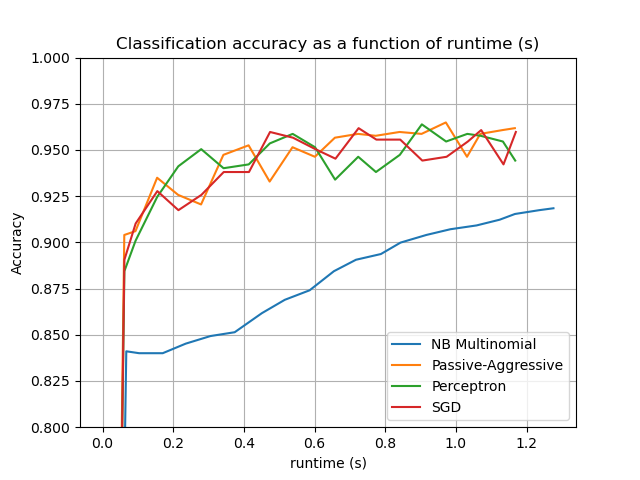 Classification accuracy as a function of runtime (s)
1.000
0.975
0.950
0.925
0.900
0.875
0.850
0.825
0.800
Accuracy
NB Multinomial
Passive-Aggressive
Perceptron
SGD
0.0 0.2 0.4 0.6 0.8 1.0 1.2
runtime (s)